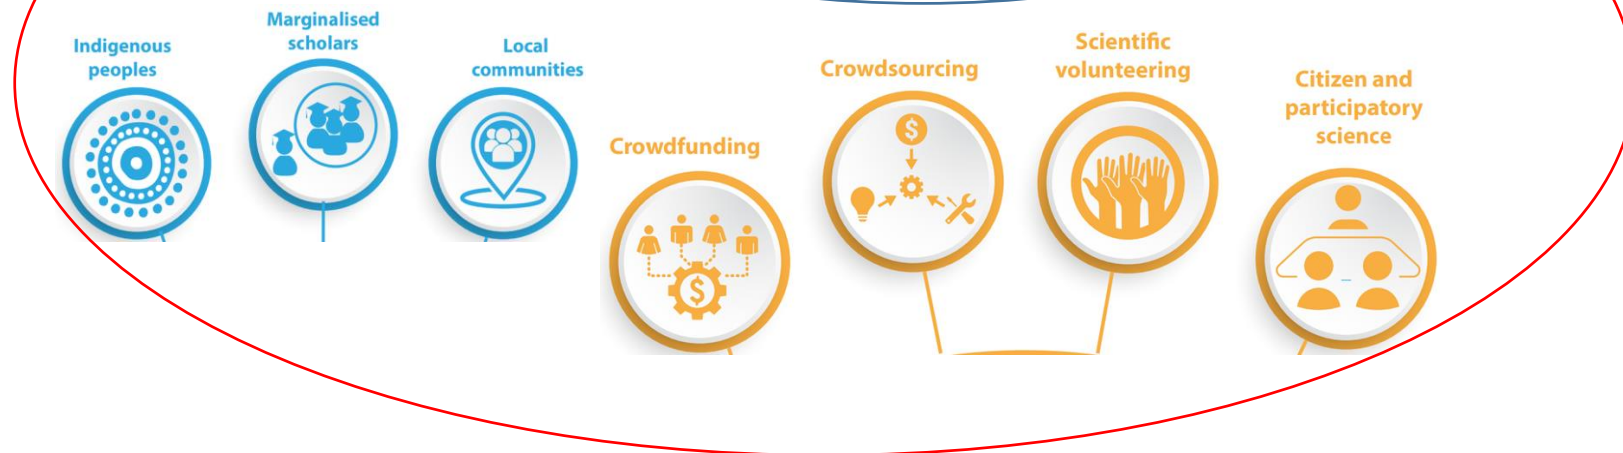 Indigenous
peoples
Marginalised
scholars
Local
communities
Crowdfunding
$
Crowdsourcing
$
Scientific
volunteering
Citizen and
participatory
science